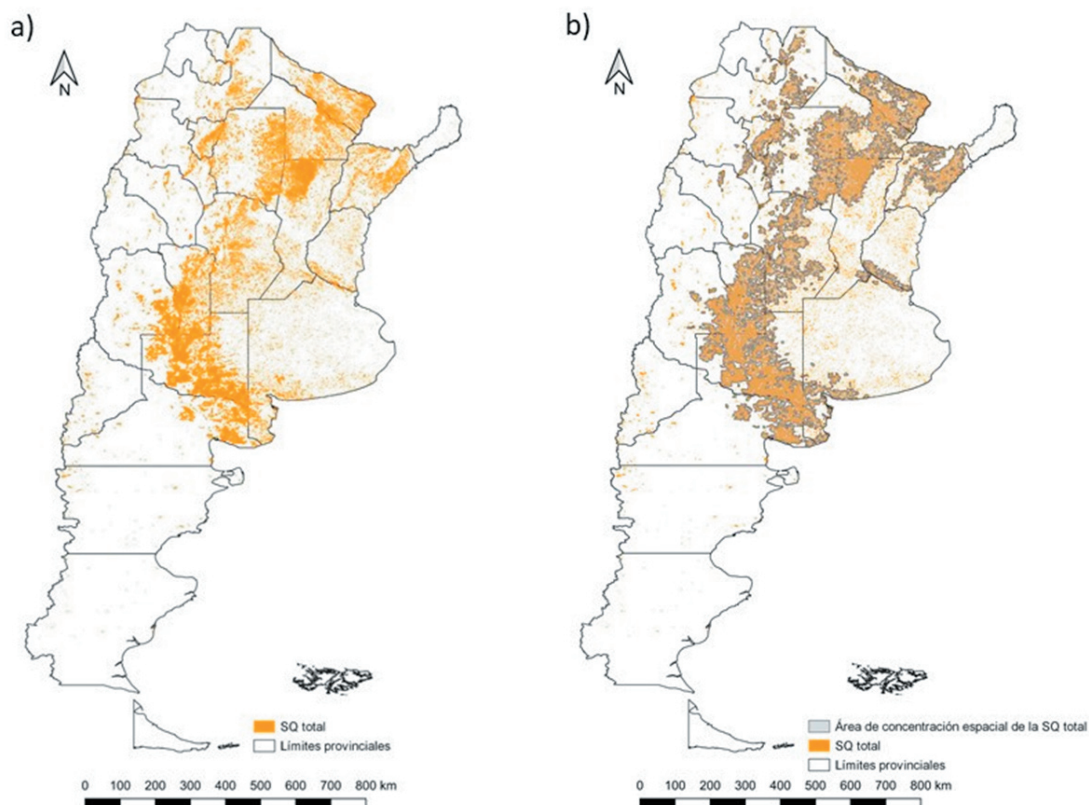 a)
N
SQ total
Límites provinciales
0 100 200 300 400 500 600 700 800 km
b)
N
Área de concentración espacial de la SQ total
SQ total
Límites provinciales
0 100 200 300 400 500 600 700 800 km